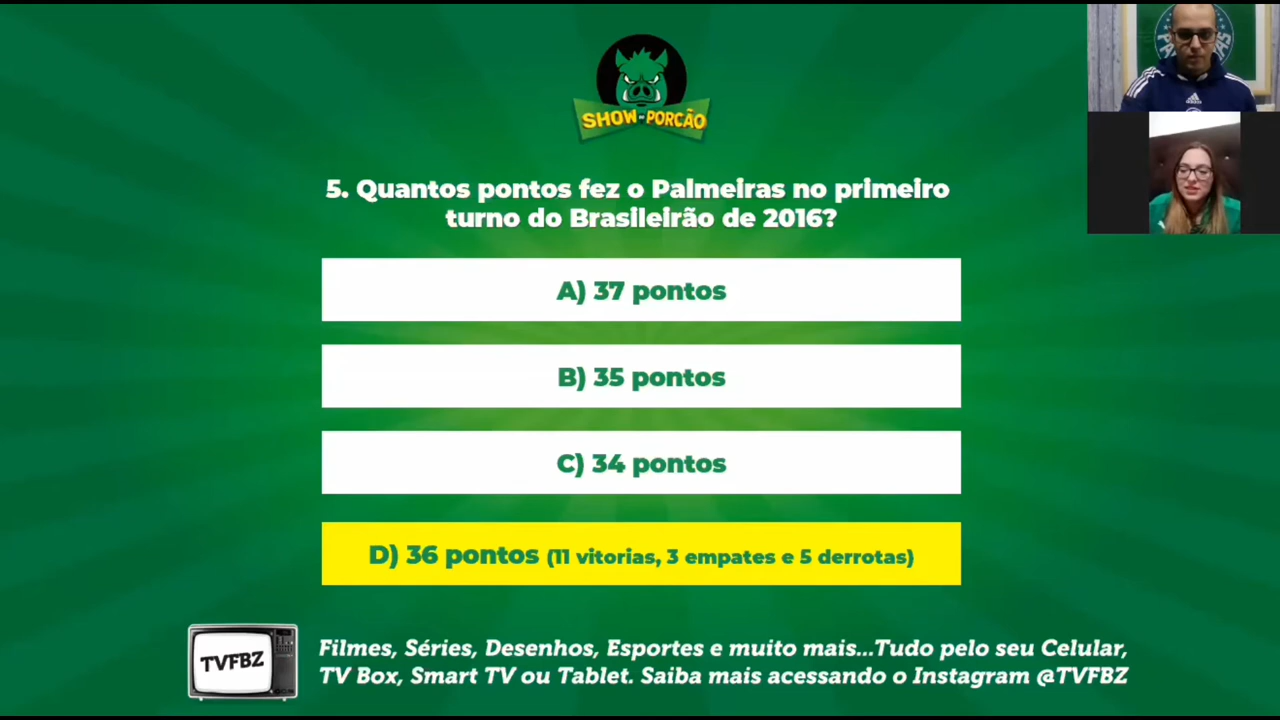 SHOW DO PORCÃO
5. Quantos pontos fez o Palmeiras no primeiro
turno do Brasileirão de 2016?
A) 37 pontos
B) 35 pontos
C) 34 pontos
D) 36 pontos (11 vitorias, 3 empates e 5 derrotas)
TVFBZ
Filmes, Séries, Desenhos, Esportes e muito mais...Tudo pelo seu Celular,
TV Box, Smart TV ou Tablet. Saiba mais acessando o Instagram @TVFBZ